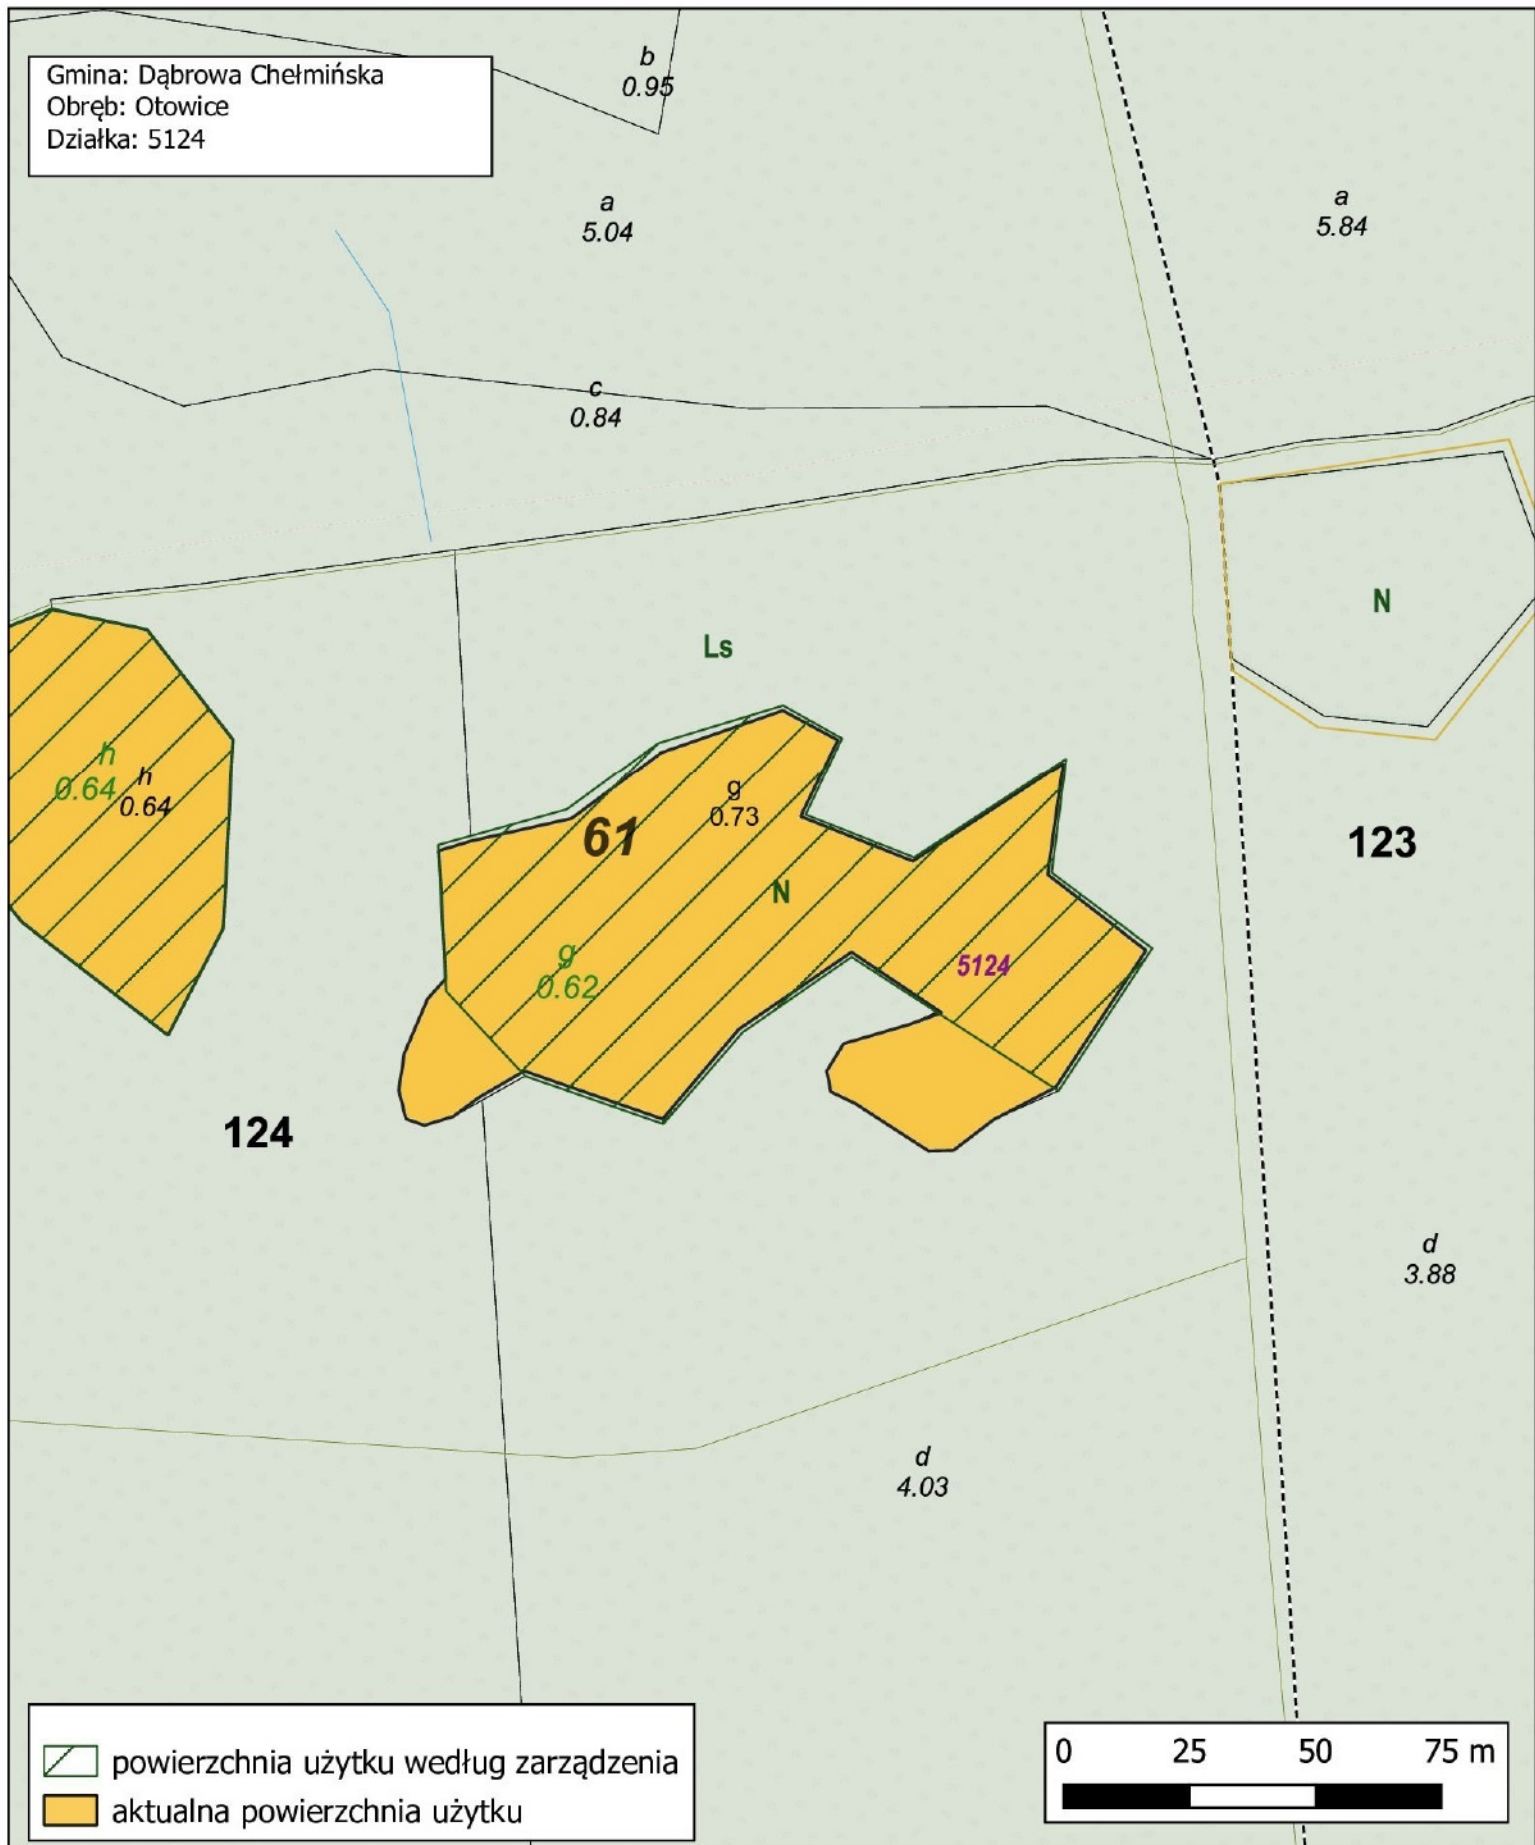 Gmina: Dąbrowa Chełmińska
Obręb: Otowice
Działka: 5124
b
0.95
a
5.04
a
5.84
c
0.84
N
Ls
h
0.64
h
0.64
g
0.73
61
123
N
g
0.62
5124
124
d
3.88
d
4.03
powierzchnia użytku według zarządzenia
aktualna powierzchnia użytku
0 25 50 75 m